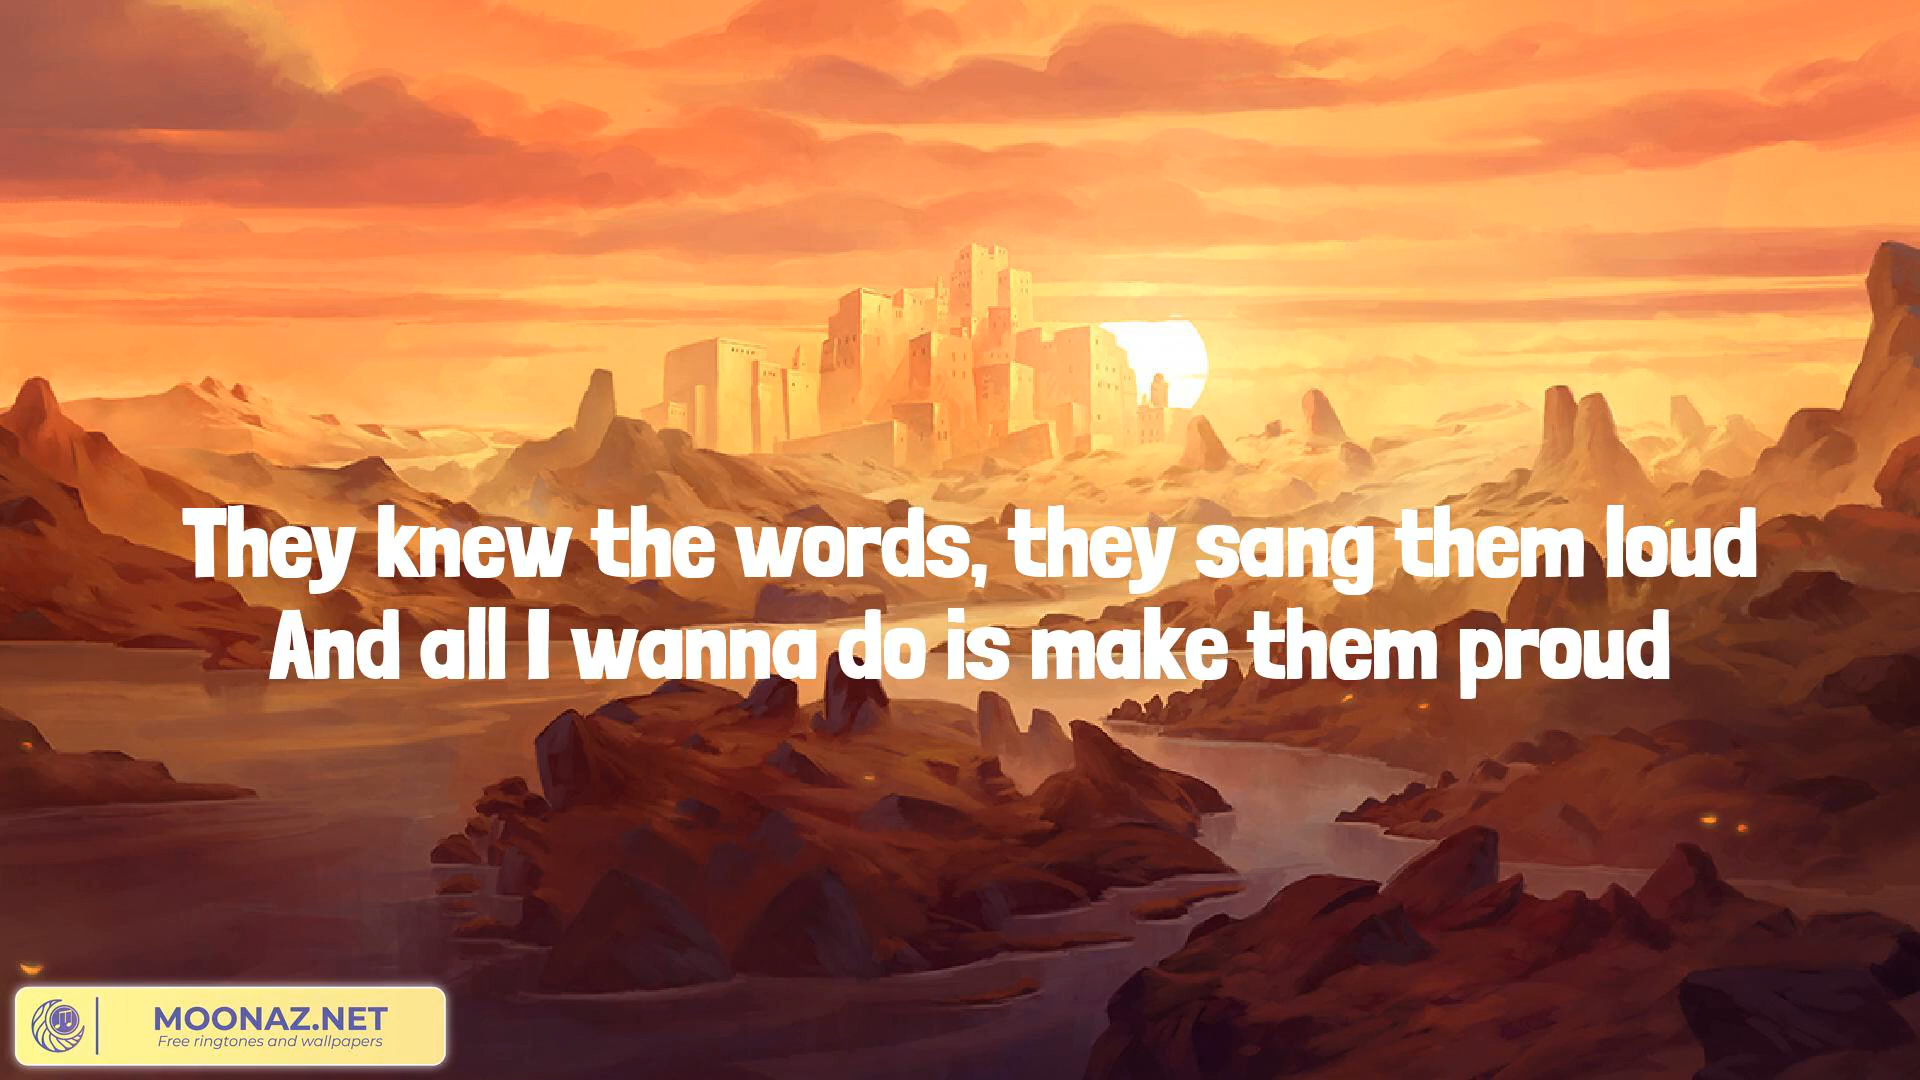 They knew the words, they sang them loud
And all I wanna do is make them proud
MOONAZ.NET
Free ringtones and wallpapers